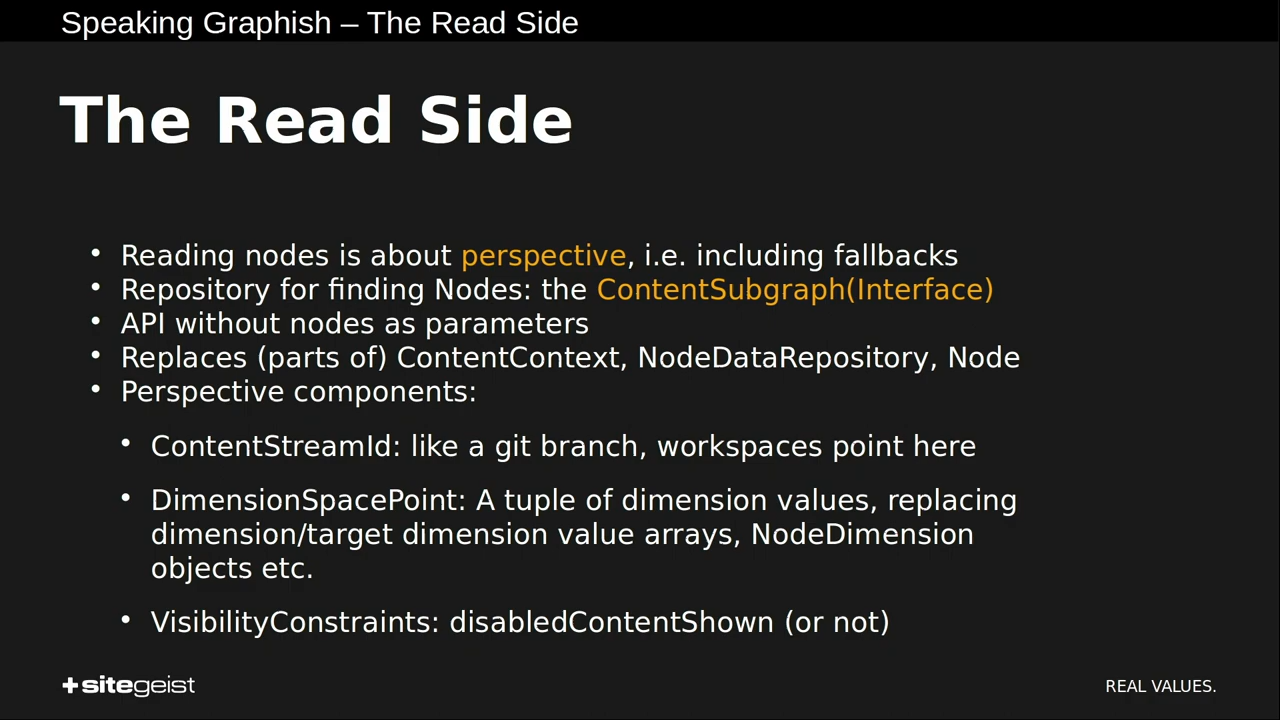 Speaking Graphish – The Read Side
The Read Side
• Reading nodes is about perspective, i.e. including fallbacks
• Repository for finding Nodes: the ContentSubgraph(Interface)
• API without nodes as parameters
• Replaces (parts of) ContentContext, NodeDataRepository, Node
• Perspective components:
• ContentStreamId: like a git branch, workspaces point here
• DimensionSpacePoint: A tuple of dimension values, replacing
dimension/target dimension value arrays, NodeDimension
objects etc.
• VisibilityConstraints: disabledContentShown (or not)
+sitegeist
REAL VALUES.